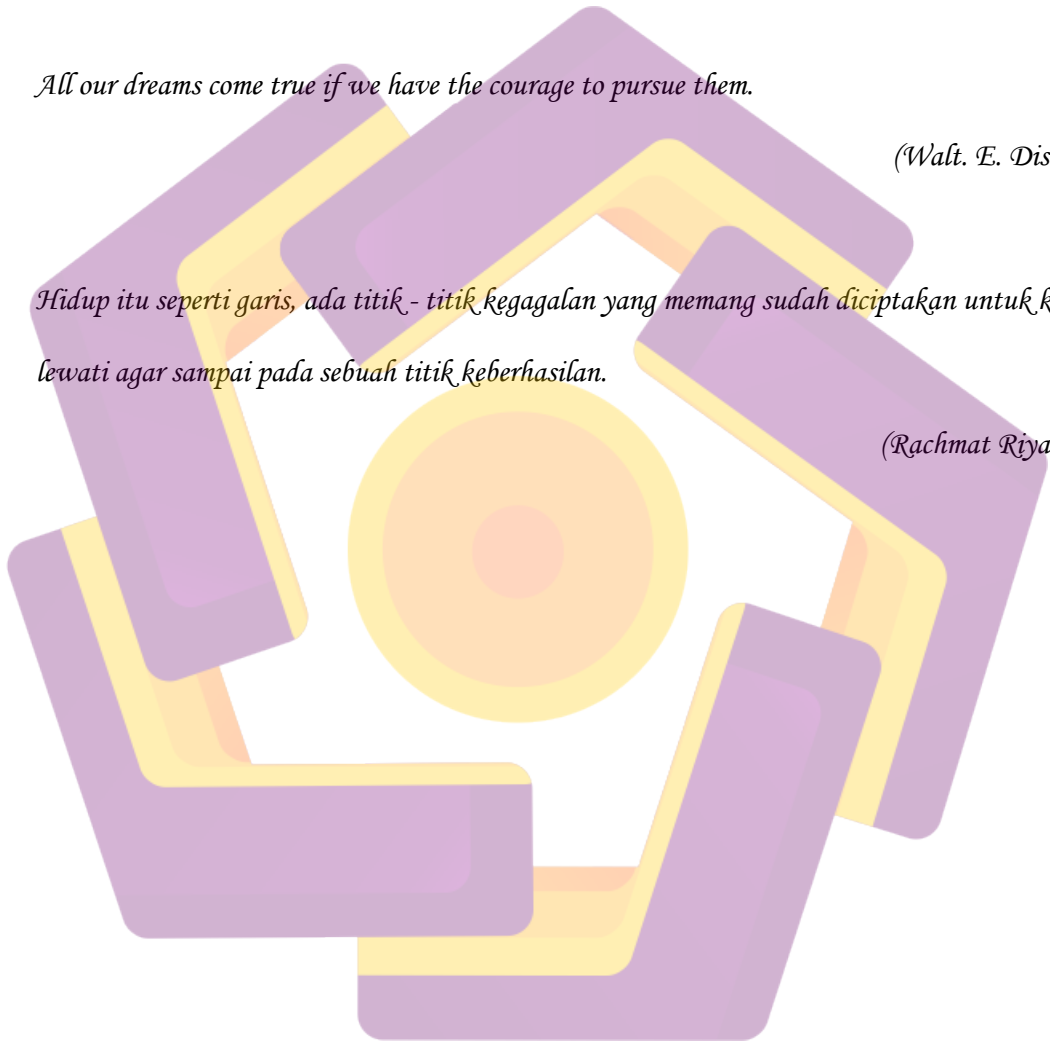 All our dreams come true if we have the courage to pursue them.
(Walt. E. Dis
Hidup itu seperti garis, ada titik - titik kegagalan yang memang sudah diciptakan untuk k
lewati agar sampai pada sebuah titik keberhasilan.
(Rachmat Riya